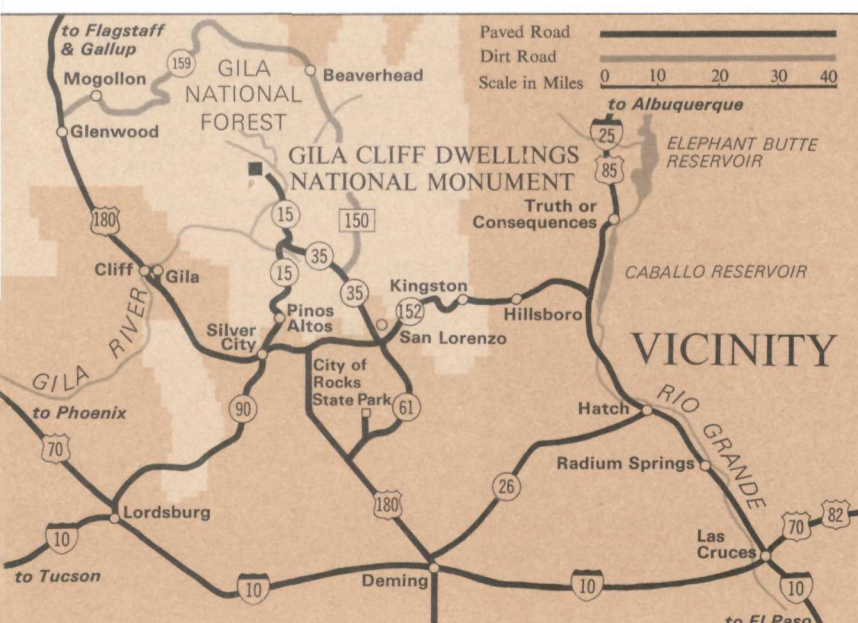 to Flagstaff
& Gallup
Paved Road
Dirt Road
Scale in Miles
0 10 20 30 40
159
GILA
NATIONAL
FOREST
Mogollon
Beaverhead
Glenwood
to Albuquerque
25
85
ELEPHANT BUTTE
RESERVOIR
GILA CLIFF DWELLINGS
NATIONAL MONUMENT
180
15
150
Truth or
Consequences
35
15
Cliff
Gila
35
CABALLO RESERVOIR
Kingston
152
Hillsboro
Pinos
Altos
Silver
City
San Lorenzo
VICINITY
GILA RIVER
City of
Rocks
State Park
to Phoenix
90
61
Hatch
RIO GRANDE
70
Radium Springs
26
180
Lordsburg
10
70
82
Las
Cruces
to Tucson
10
Deming
10
10
to El Paso